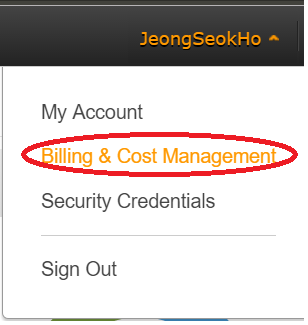 JeongSeokHo
My Account
Billing & Cost Management
Security Credentials
Sign Out